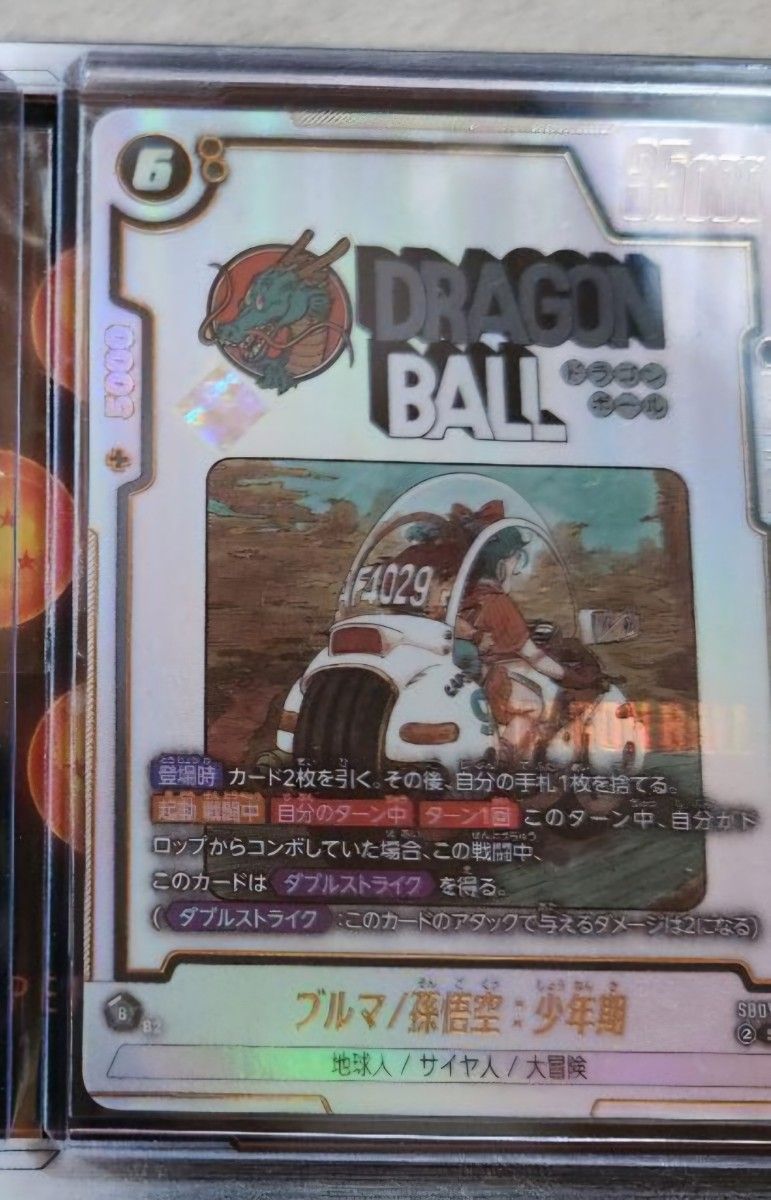 6
35000
5000
DRAGON
BALL
ドラゴン
ボール
F4029
CAPS
DRAGON BALL
登場時 カード2枚を引く。その後、自分の手札1枚を捨てる。
起動 戦闘中 自分のターン中 ターン1回 このターン中、自分がド
ロップからコンボしていた場合、この戦闘中、
このカードは ダブルストライク を得る。
( ダブルストライク :このカードのアタックで与えるダメージは2になる)
B
ブルマ/孫悟空:少年期
地球人 / サイヤ人 / 大冒険